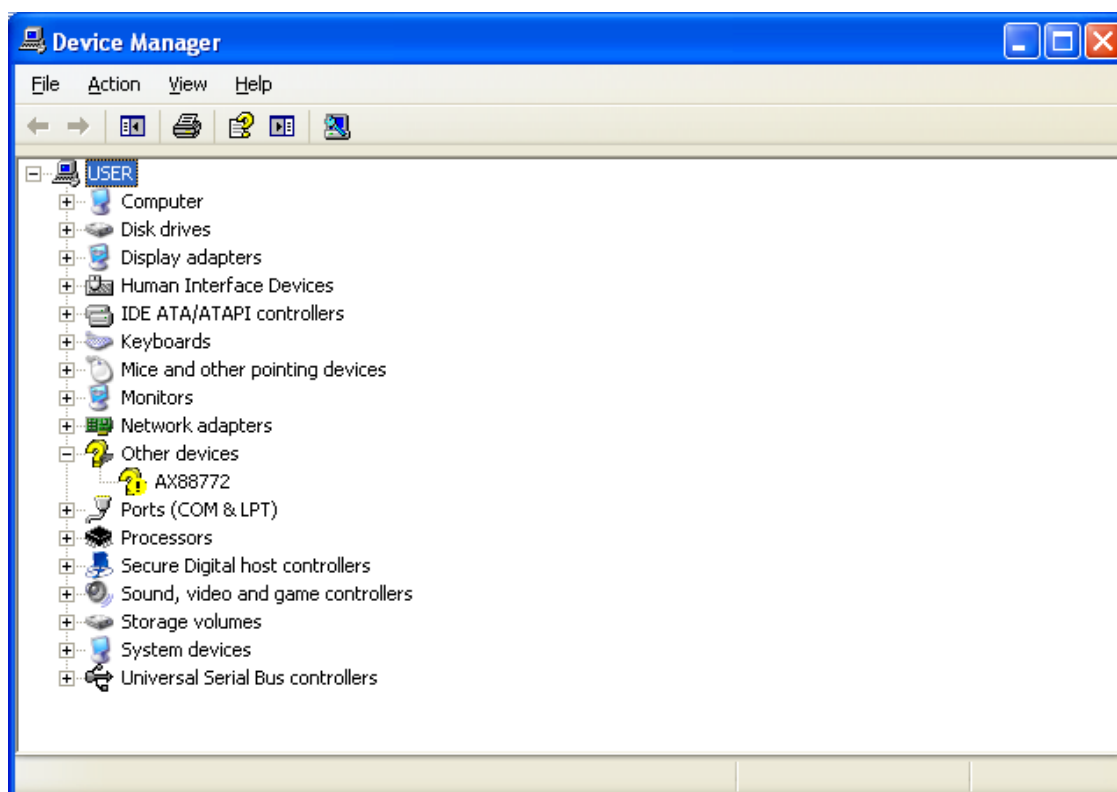 Device Manager
File Action View Help
USER
Computer
Disk drives
Display adapters
Human Interface Devices
IDE ATA/ATAPI controllers
Keyboards
Mice and other pointing devices
Monitors
Network adapters
Other devices
AX88772
Ports (COM & LPT)
Processors
Secure Digital host controllers
Sound, video and game controllers
Storage volumes
System devices
Universal Serial Bus controllers